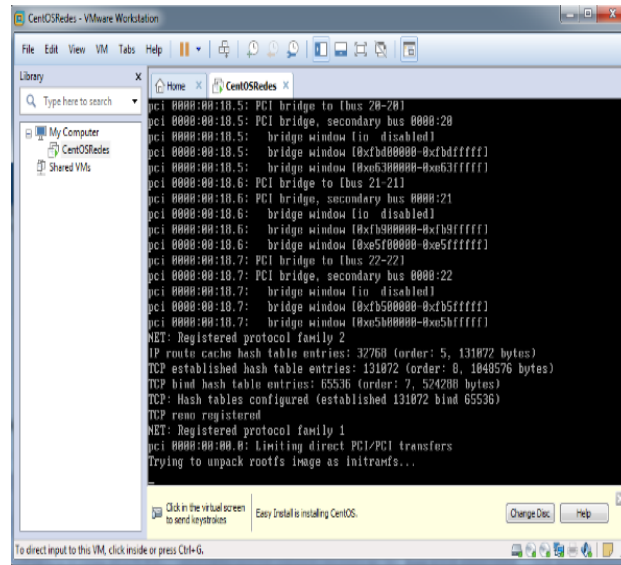 CentOSRedes - VMware Workstation
File Edit View VM Tabs Help
Library X
Home X CentOSRedes X
Type here to search
My Computer
CentOSRedes
Shared VMs
pci 0000:00:18.5: PCI bridge to [bus 20-20]
pci 0000:00:18.5: PCI bridge, secondary bus 0000:20
pci 0000:00:18.5: bridge window [io disabled]
pci 0000:00:18.5: bridge window [0xfbd00000-0xfbdfffff]
pci 0000:00:18.5: bridge window [0xe6300000-0xe63fffff]
pci 0000:00:18.6: PCI bridge to [bus 21-21]
pci 0000:00:18.6: PCI bridge, secondary bus 0000:21
pci 0000:00:18.6: bridge window [io disabled]
pci 0000:00:18.6: bridge window [0xfb900000-0xfb9fffff]
pci 0000:00:18.6: bridge window [0xe5f00000-0xe5ffffff]
pci 0000:00:18.7: PCI bridge to [bus 22-22]
pci 0000:00:18.7: PCI bridge, secondary bus 0000:22
pci 0000:00:18.7: bridge window [io disabled]
pci 0000:00:18.7: bridge window [0xfb500000-0xfb5fffff]
pci 0000:00:18.7: bridge window [0xe5b00000-0xe5bfffff]
NET: Registered protocol family 2
IP route cache hash table entries: 32768 (order: 5, 131072 bytes)
TCP established hash table entries: 131072 (order: 8, 1048576 bytes)
TCP bind hash table entries: 65536 (order: 7, 524288 bytes)
TCP: Hash tables configured (established 131072 bind 65536)
TCP reno registered
NET: Registered protocol family 1
pci 0000:00:00.0: Limiting direct PCI/PCI transfers
Trying to unpack rootfs image as initramfs...
Click in the virtual screen
to send keystrokes
Easy Install is installing CentOS.
Change Disc
Help
To direct input to this VM, click inside or press Ctrl+G.